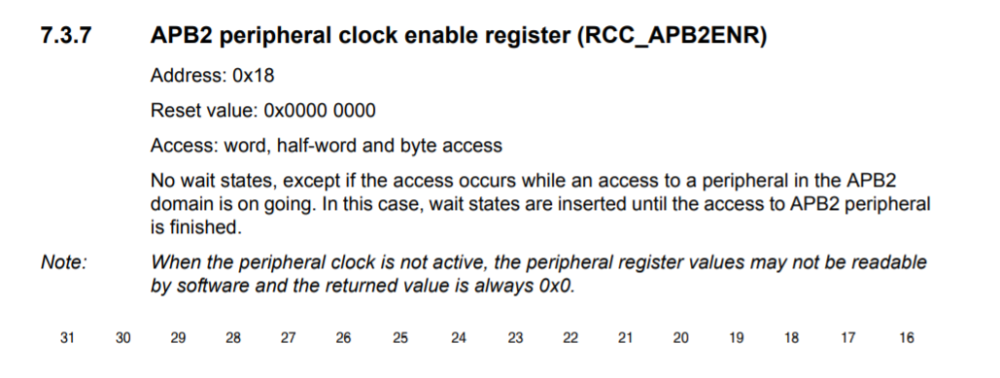 7.3.7 APB2 peripheral clock enable register (RCC_APB2ENR)
Address: 0x18
Reset value: 0x0000 0000
Access: word, half-word and byte access
No wait states, except if the access occurs while an access to a peripheral in the APB2
domain is on going. In this case, wait states are inserted until the access to APB2 peripheral
is finished.
Note: When the peripheral clock is not active, the peripheral register values may not be readable
by software and the returned value is always 0x0.
31 30 29 28 27 26 25 24 23 22 21 20 19 18 17 16